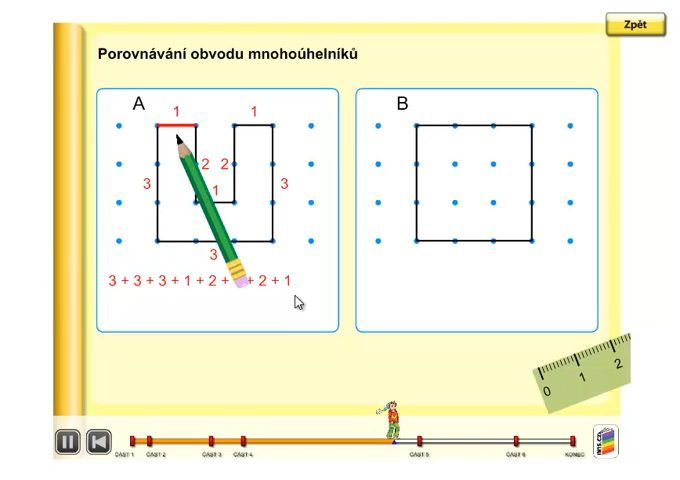 Zpět
Porovnávání obvodu mnohoúhelníků
A
B
1
1
2
2
1
3
3
3
3 + 3 + 3 + 1 + 2 + + 2 + 1
0 1 2
ČÁST 1 ČÁST 2 ČÁST 3 ČÁST 4 ČÁST 5 ČÁST 6 KONEC